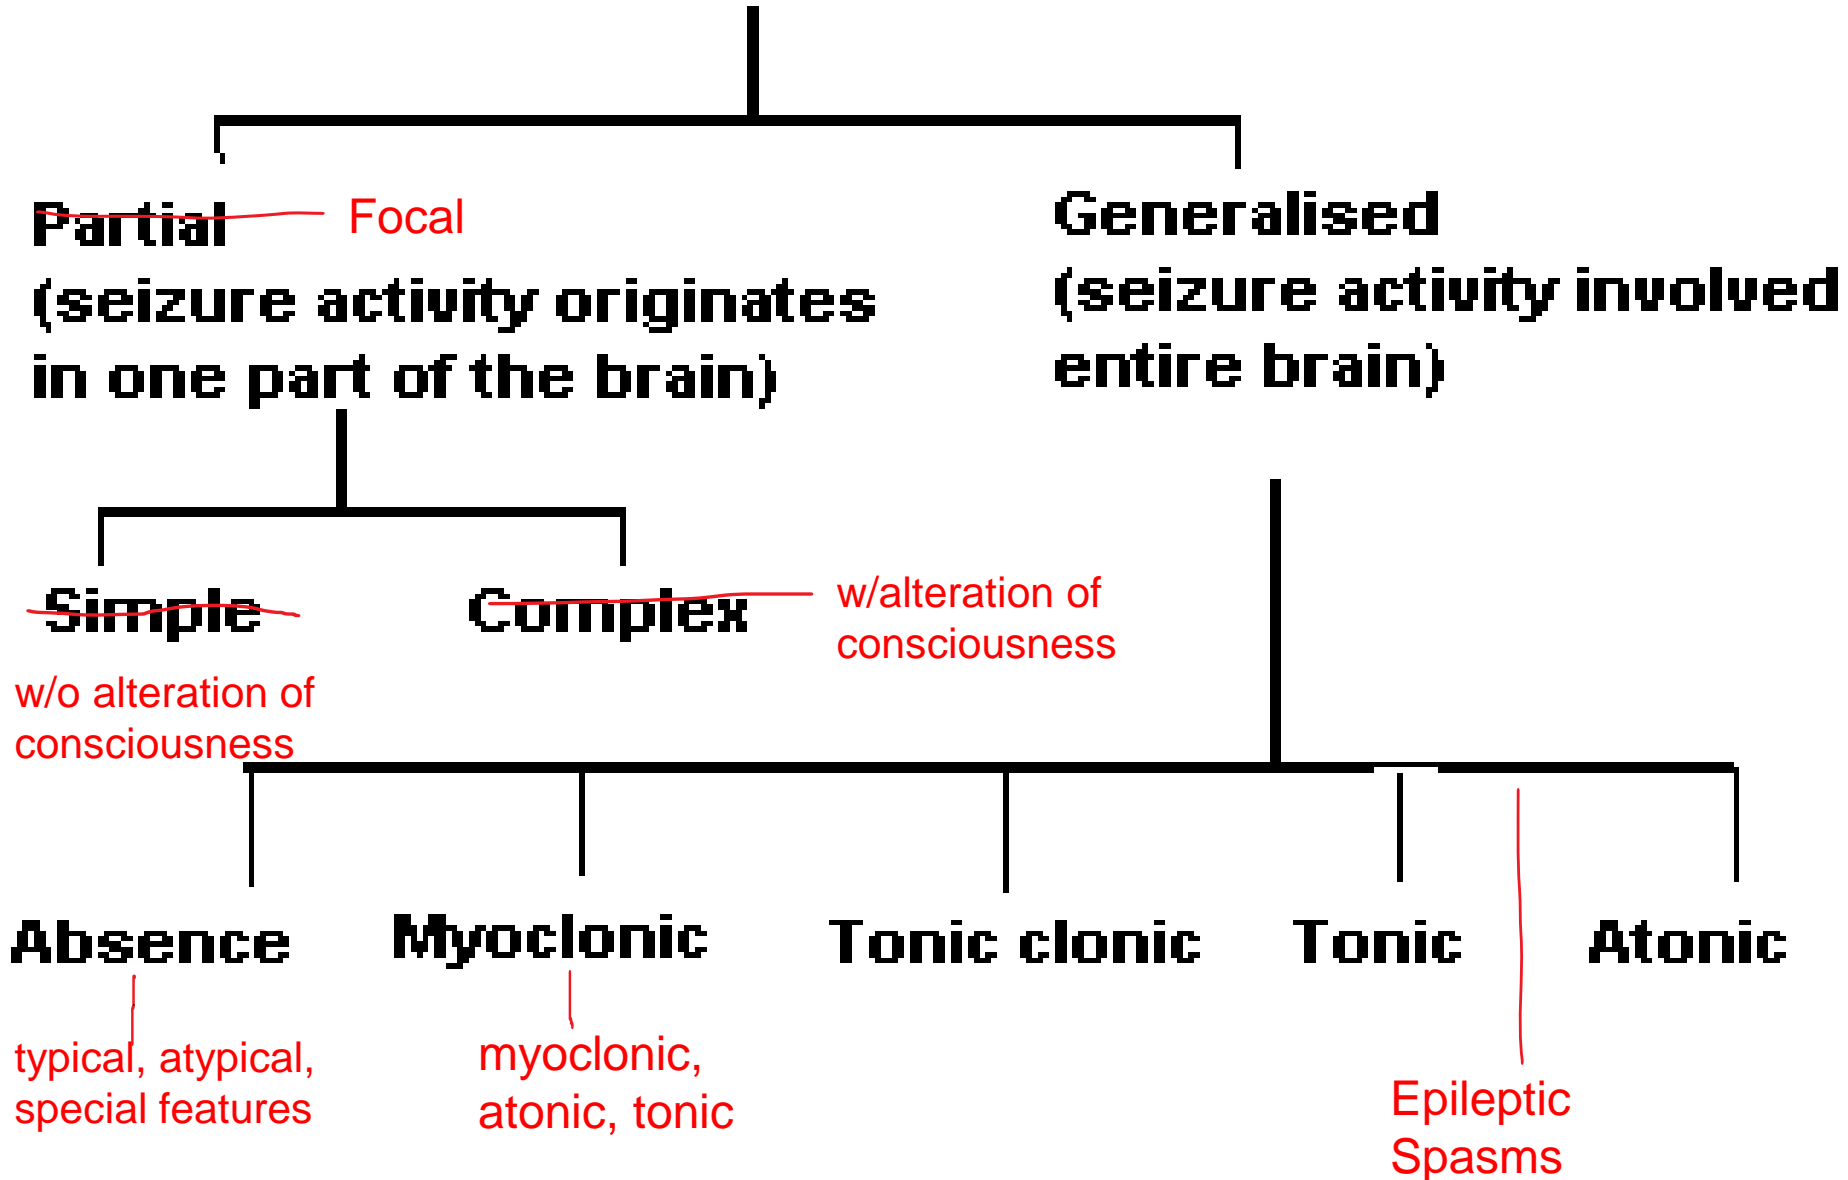 Partial
Focal
(seizure activity originates
in one part of the brain)
Generalised
(seizure activity involved
entire brain)
Simple
w/o alteration of
consciousness
Complex
w/alteration of
consciousness
Absence
typical, atypical,
special features
Myoclonic
myoclonic,
atonic, tonic
Tonic clonic
Tonic
Epileptic
Spasms
Atonic